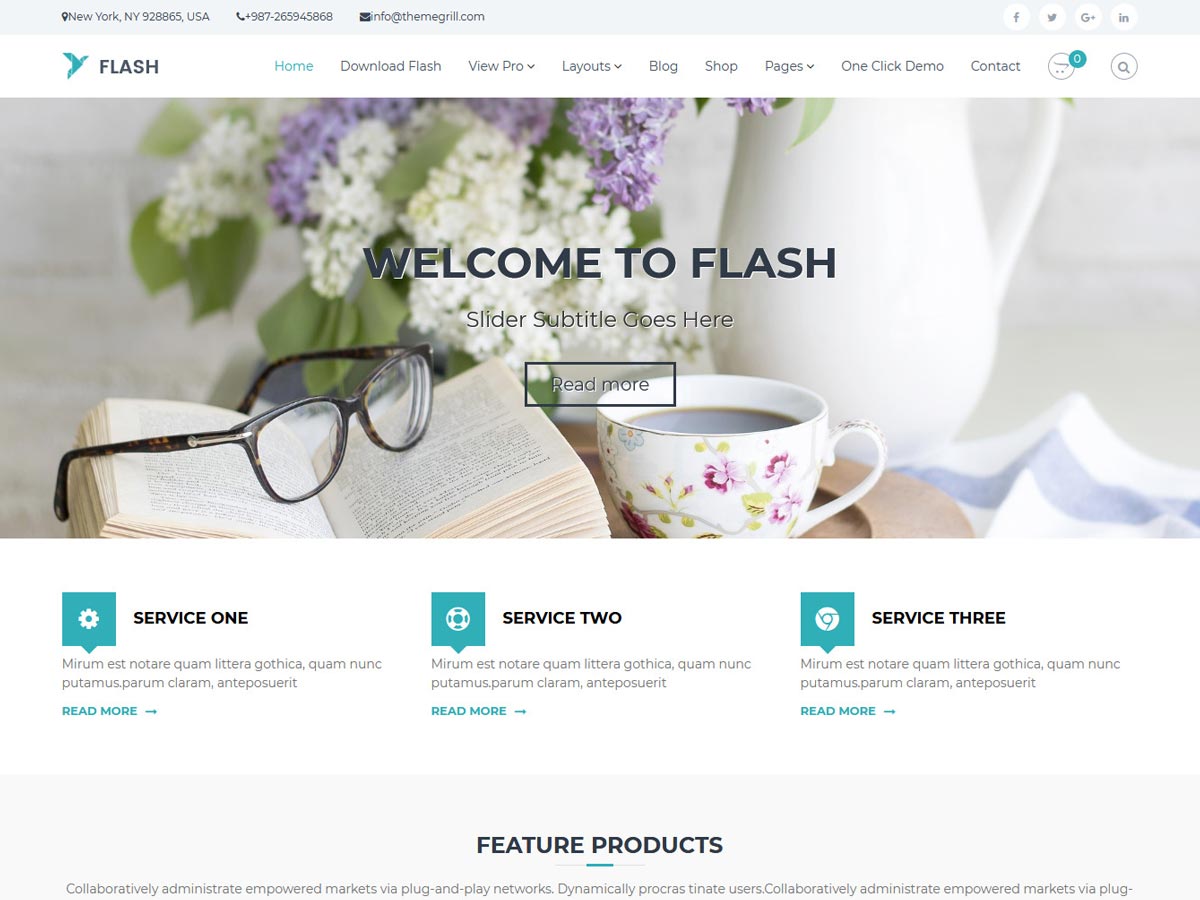 New York, NY 928865, USA +987-265945868 info@themegrill.com
FLASH Home Download Flash View Pro Layouts Blog Shop Pages One Click Demo Contact 0
WELCOME TO FLASH
Slider Subtitle Goes Here
Read more
SERVICE ONE
Mirum est notare quam littera gothica, quam nunc
putamus.parum claram, anteposuerit
READ MORE
SERVICE TWO
Mirum est notare quam littera gothica, quam nunc
putamus.parum claram, anteposuerit
READ MORE
SERVICE THREE
Mirum est notare quam littera gothica, quam nunc
putamus.parum claram, anteposuerit
READ MORE
FEATURE PRODUCTS
Collaboratively administrate empowered markets via plug-and-play networks. Dynamically procras tinate users.Collaboratively administrate empowered markets via plug-